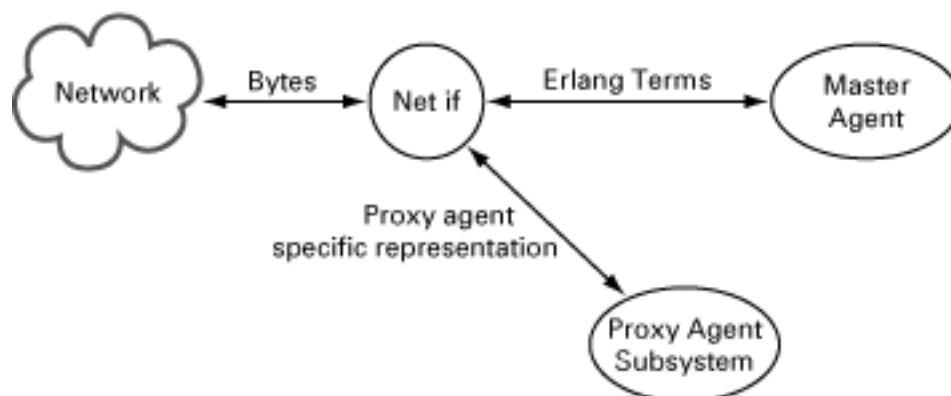 Network
Bytes
Net if
Erlang Terms
Master
Agent
Proxy agent
specific representation
Proxy Agent
Subsystem